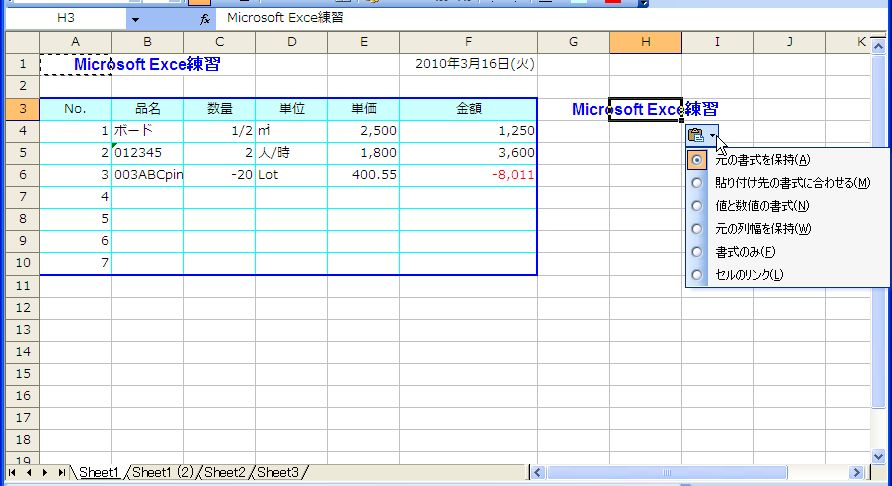 H3 fx Microsoft Exce練習
A B C D E F G H I J K
1 Microsoft Exce練習 2010年3月16日(火)
2
3 No. 品名 数量 単位 単価 金額 Microsoft Exce練習
4 1 ボード 1/2 ㎡ 2,500 1,250
5 2 012345 2 人/時 1,800 3,600
6 3 003ABCpin -20 Lot 400.55 -8,011
7 4
8 5
9 6
10 7
元の書式を保持(A)
貼り付け先の書式に合わせる(M)
値と数値の書式(N)
元の列幅を保持(W)
書式のみ(F)
セルのリンク(L)
11
12
13
14
15
16
17
18
19
Sheet1 Sheet1 (2) Sheet2 Sheet3